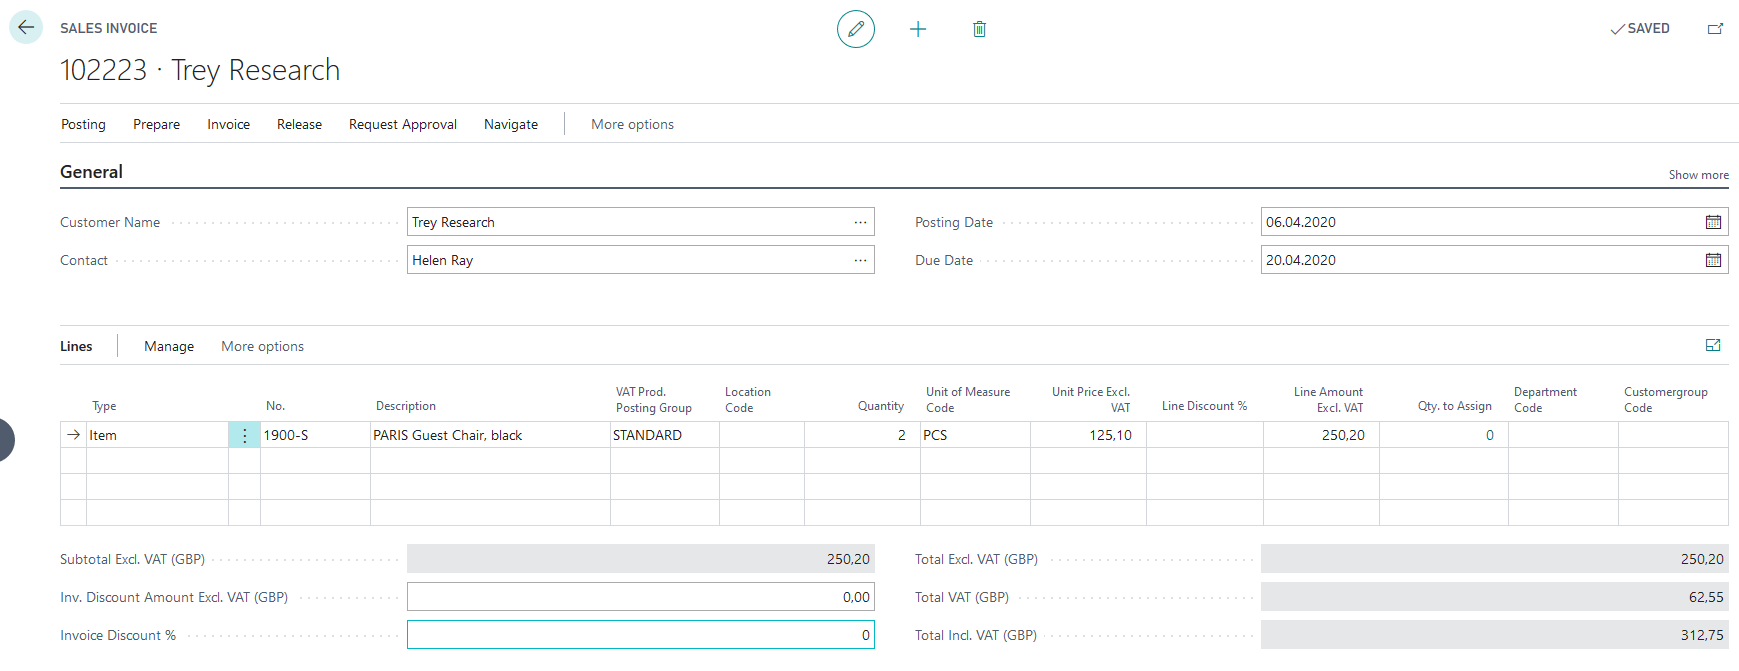 SALES INVOICE
SAVED
102223 · Trey Research
Posting Prepare Invoice Release Request Approval Navigate More options
General
Show more
Customer Name Trey Research
Posting Date 06.04.2020
Contact Helen Ray
Due Date 20.04.2020
Lines Manage More options
Type No. Description VAT Prod. Posting Group Location Code Quantity Unit of Measure Code Unit Price Excl. VAT Line Discount % Line Amount Excl. VAT Qty. to Assign Department Code Customergroup Code
Item 1900-S PARIS Guest Chair, black STANDARD 2 PCS 125,10 250,20 0
Subtotal Excl. VAT (GBP) 250,20
Total Excl. VAT (GBP) 250,20
Inv. Discount Amount Excl. VAT (GBP) 0,00
Total VAT (GBP) 62,55
Invoice Discount % 0
Total Incl. VAT (GBP) 312,75